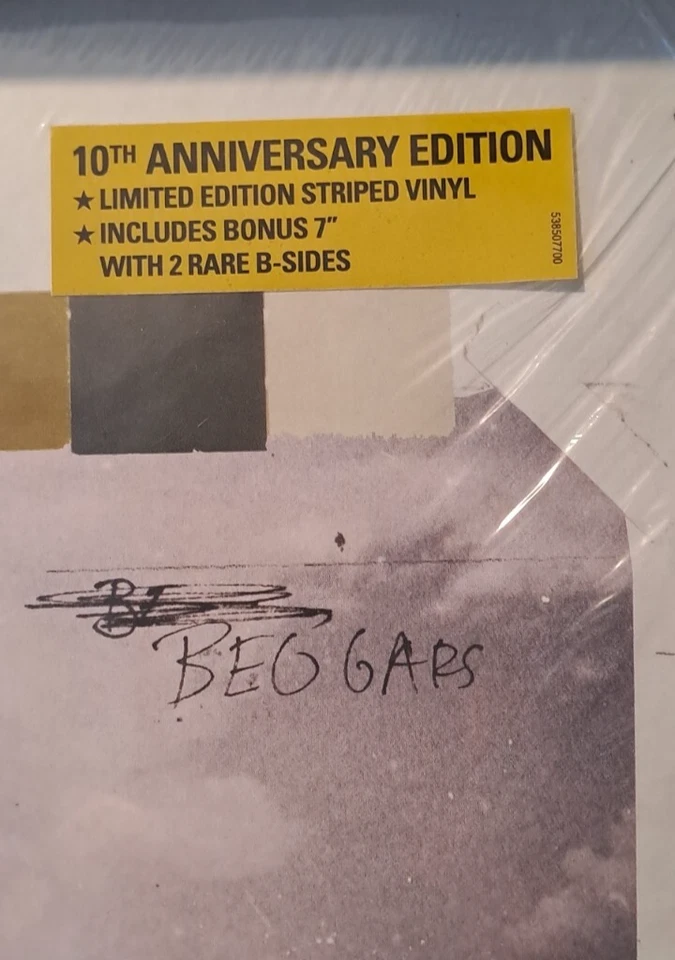 10TH ANNIVERSARY EDITION
★ LIMITED EDITION STRIPED VINYL
★ INCLUDES BONUS 7"
WITH 2 RARE B-SIDES
538507700
BEGGARS